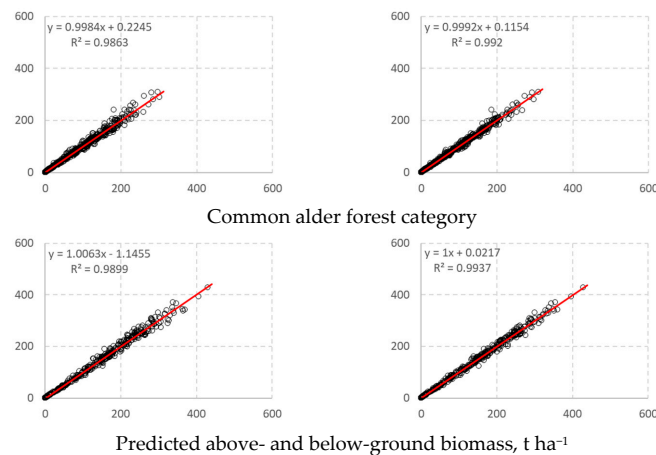 y = 0.9984x + 0.2245
R² = 0.9863
600
400
200
0
0 200 400 600
y = 0.9992x + 0.1154
R² = 0.992
600
400
200
0
0 200 400 600
Common alder forest category
y = 1.0063x - 1.1455
R² = 0.9899
600
400
200
0
0 200 400 600
y = 1x + 0.0217
R² = 0.9937
600
400
200
0
0 200 400 600
Predicted above- and below-ground biomass, t ha⁻¹